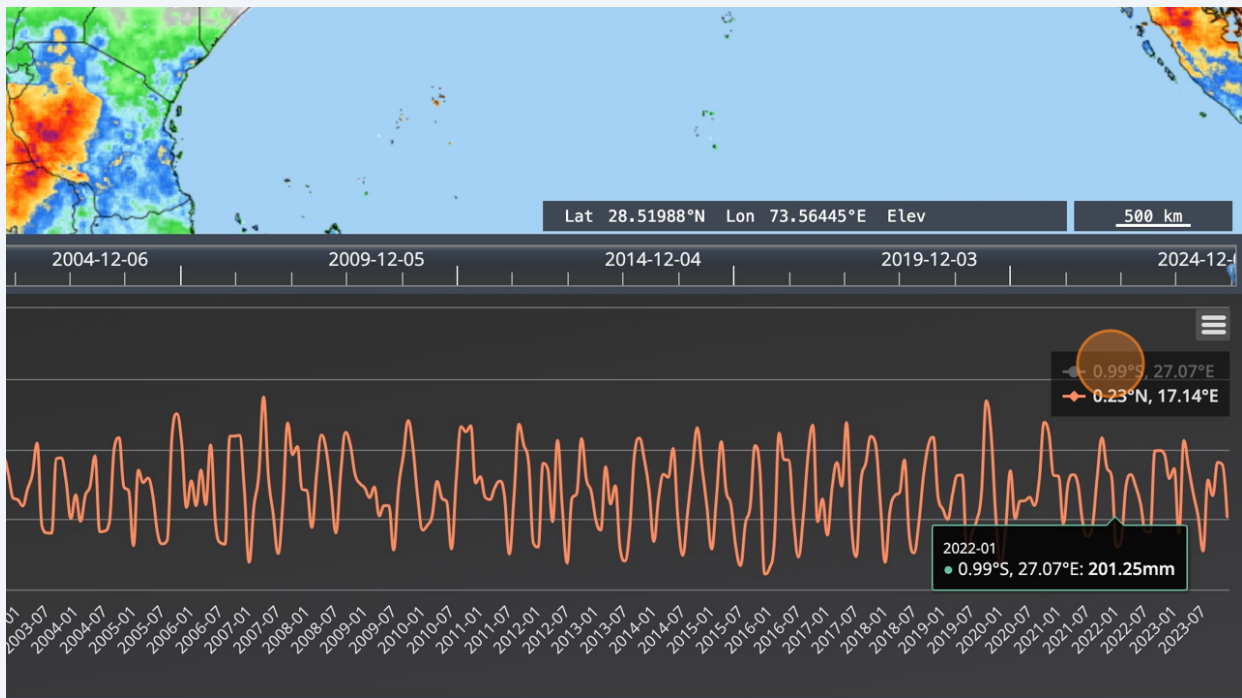 Lat 28.51988°N Lon 73.56445°E Elev
500 km
2004-12-06 2009-12-05 2014-12-04 2019-12-03 2024-12-
0.99°S, 27.07°E
0.23°N, 17.14°E
2022-01
0.99°S, 27.07°E: 201.25mm
2003-07 2004-01 2004-07 2005-01 2005-07 2006-01 2006-07 2007-01 2007-07 2008-01 2008-07 2009-01 2009-07 2010-01 2010-07 2011-01 2011-07 2012-01 2012-07 2013-01 2013-07 2014-01 2014-07 2015-01 2015-07 2016-01 2016-07 2017-01 2017-07 2018-01 2018-07 2019-01 2019-07 2020-01 2020-07 2021-01 2021-07 2022-01 2022-07 2023-01 2023-07